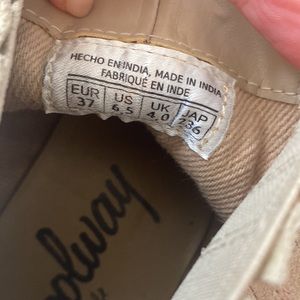 HECHO EN INDIA, MADE IN INDIA
FABRIQUÉ EN INDE
EUR US UK JAP
37 6.5 4.0 236